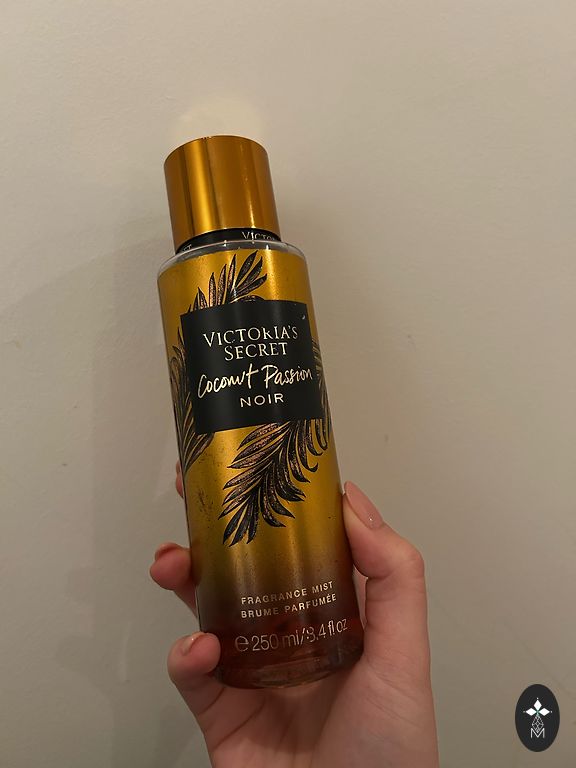 VICTORIA'S
SECRET
Coconut Passion
NOIR
FRAGRANCE MIST
BRUME PARFUMÉE
℮ 250 ml/8.4 fl oz